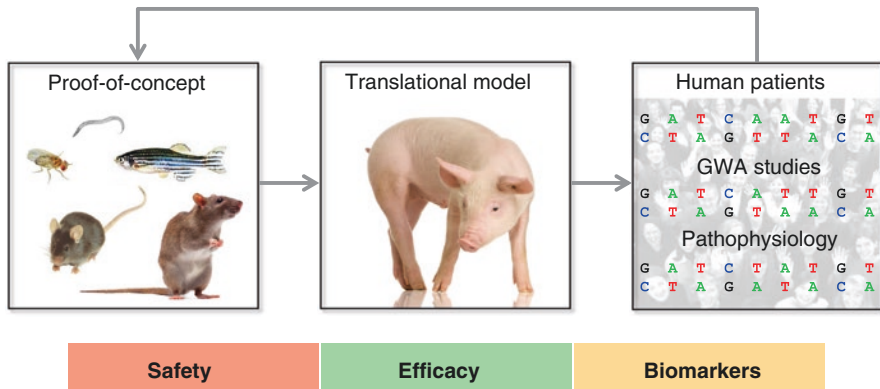 Proof-of-concept
Translational model
Human patients
G A T C A A T G T
C T A G T T A C A
GWA studies
G A T C A T T G T
C T A G T A A C A
Pathophysiology
G A T C T A T G T
C T A G A T A C A
Safety
Efficacy
Biomarkers